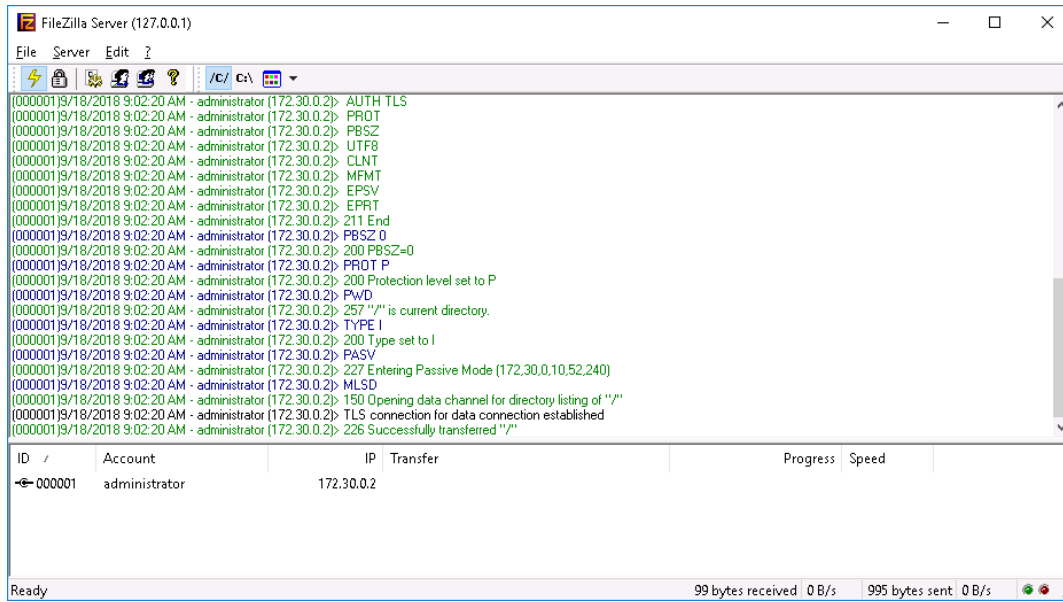 FileZilla Server (127.0.0.1)
File Server Edit ?
/C/ C:\
(000001)9/18/2018 9:02:20 AM - administrator (172.30.0.2)> AUTH TLS
(000001)9/18/2018 9:02:20 AM - administrator (172.30.0.2)> PROT
(000001)9/18/2018 9:02:20 AM - administrator (172.30.0.2)> PBSZ
(000001)9/18/2018 9:02:20 AM - administrator (172.30.0.2)> UTF8
(000001)9/18/2018 9:02:20 AM - administrator (172.30.0.2)> CLNT
(000001)9/18/2018 9:02:20 AM - administrator (172.30.0.2)> MFMT
(000001)9/18/2018 9:02:20 AM - administrator (172.30.0.2)> EPSV
(000001)9/18/2018 9:02:20 AM - administrator (172.30.0.2)> EPRT
(000001)9/18/2018 9:02:20 AM - administrator (172.30.0.2)> 211 End
(000001)9/18/2018 9:02:20 AM - administrator (172.30.0.2)> PBSZ 0
(000001)9/18/2018 9:02:20 AM - administrator (172.30.0.2)> 200 PBSZ=0
(000001)9/18/2018 9:02:20 AM - administrator (172.30.0.2)> PROT P
(000001)9/18/2018 9:02:20 AM - administrator (172.30.0.2)> 200 Protection level set to P
(000001)9/18/2018 9:02:20 AM - administrator (172.30.0.2)> PWD
(000001)9/18/2018 9:02:20 AM - administrator (172.30.0.2)> 257 "/" is current directory.
(000001)9/18/2018 9:02:20 AM - administrator (172.30.0.2)> TYPE I
(000001)9/18/2018 9:02:20 AM - administrator (172.30.0.2)> 200 Type set to I
(000001)9/18/2018 9:02:20 AM - administrator (172.30.0.2)> PASV
(000001)9/18/2018 9:02:20 AM - administrator (172.30.0.2)> 227 Entering Passive Mode (172,30,0,10,52,240)
(000001)9/18/2018 9:02:20 AM - administrator (172.30.0.2)> MLSD
(000001)9/18/2018 9:02:20 AM - administrator (172.30.0.2)> 150 Opening data channel for directory listing of "/"
(000001)9/18/2018 9:02:20 AM - administrator (172.30.0.2)> TLS connection for data connection established
(000001)9/18/2018 9:02:20 AM - administrator (172.30.0.2)> 226 Successfully transferred "/"
ID / Account IP Transfer Progress Speed
000001 administrator 172.30.0.2
Ready 99 bytes received 0 B/s 995 bytes sent 0 B/s